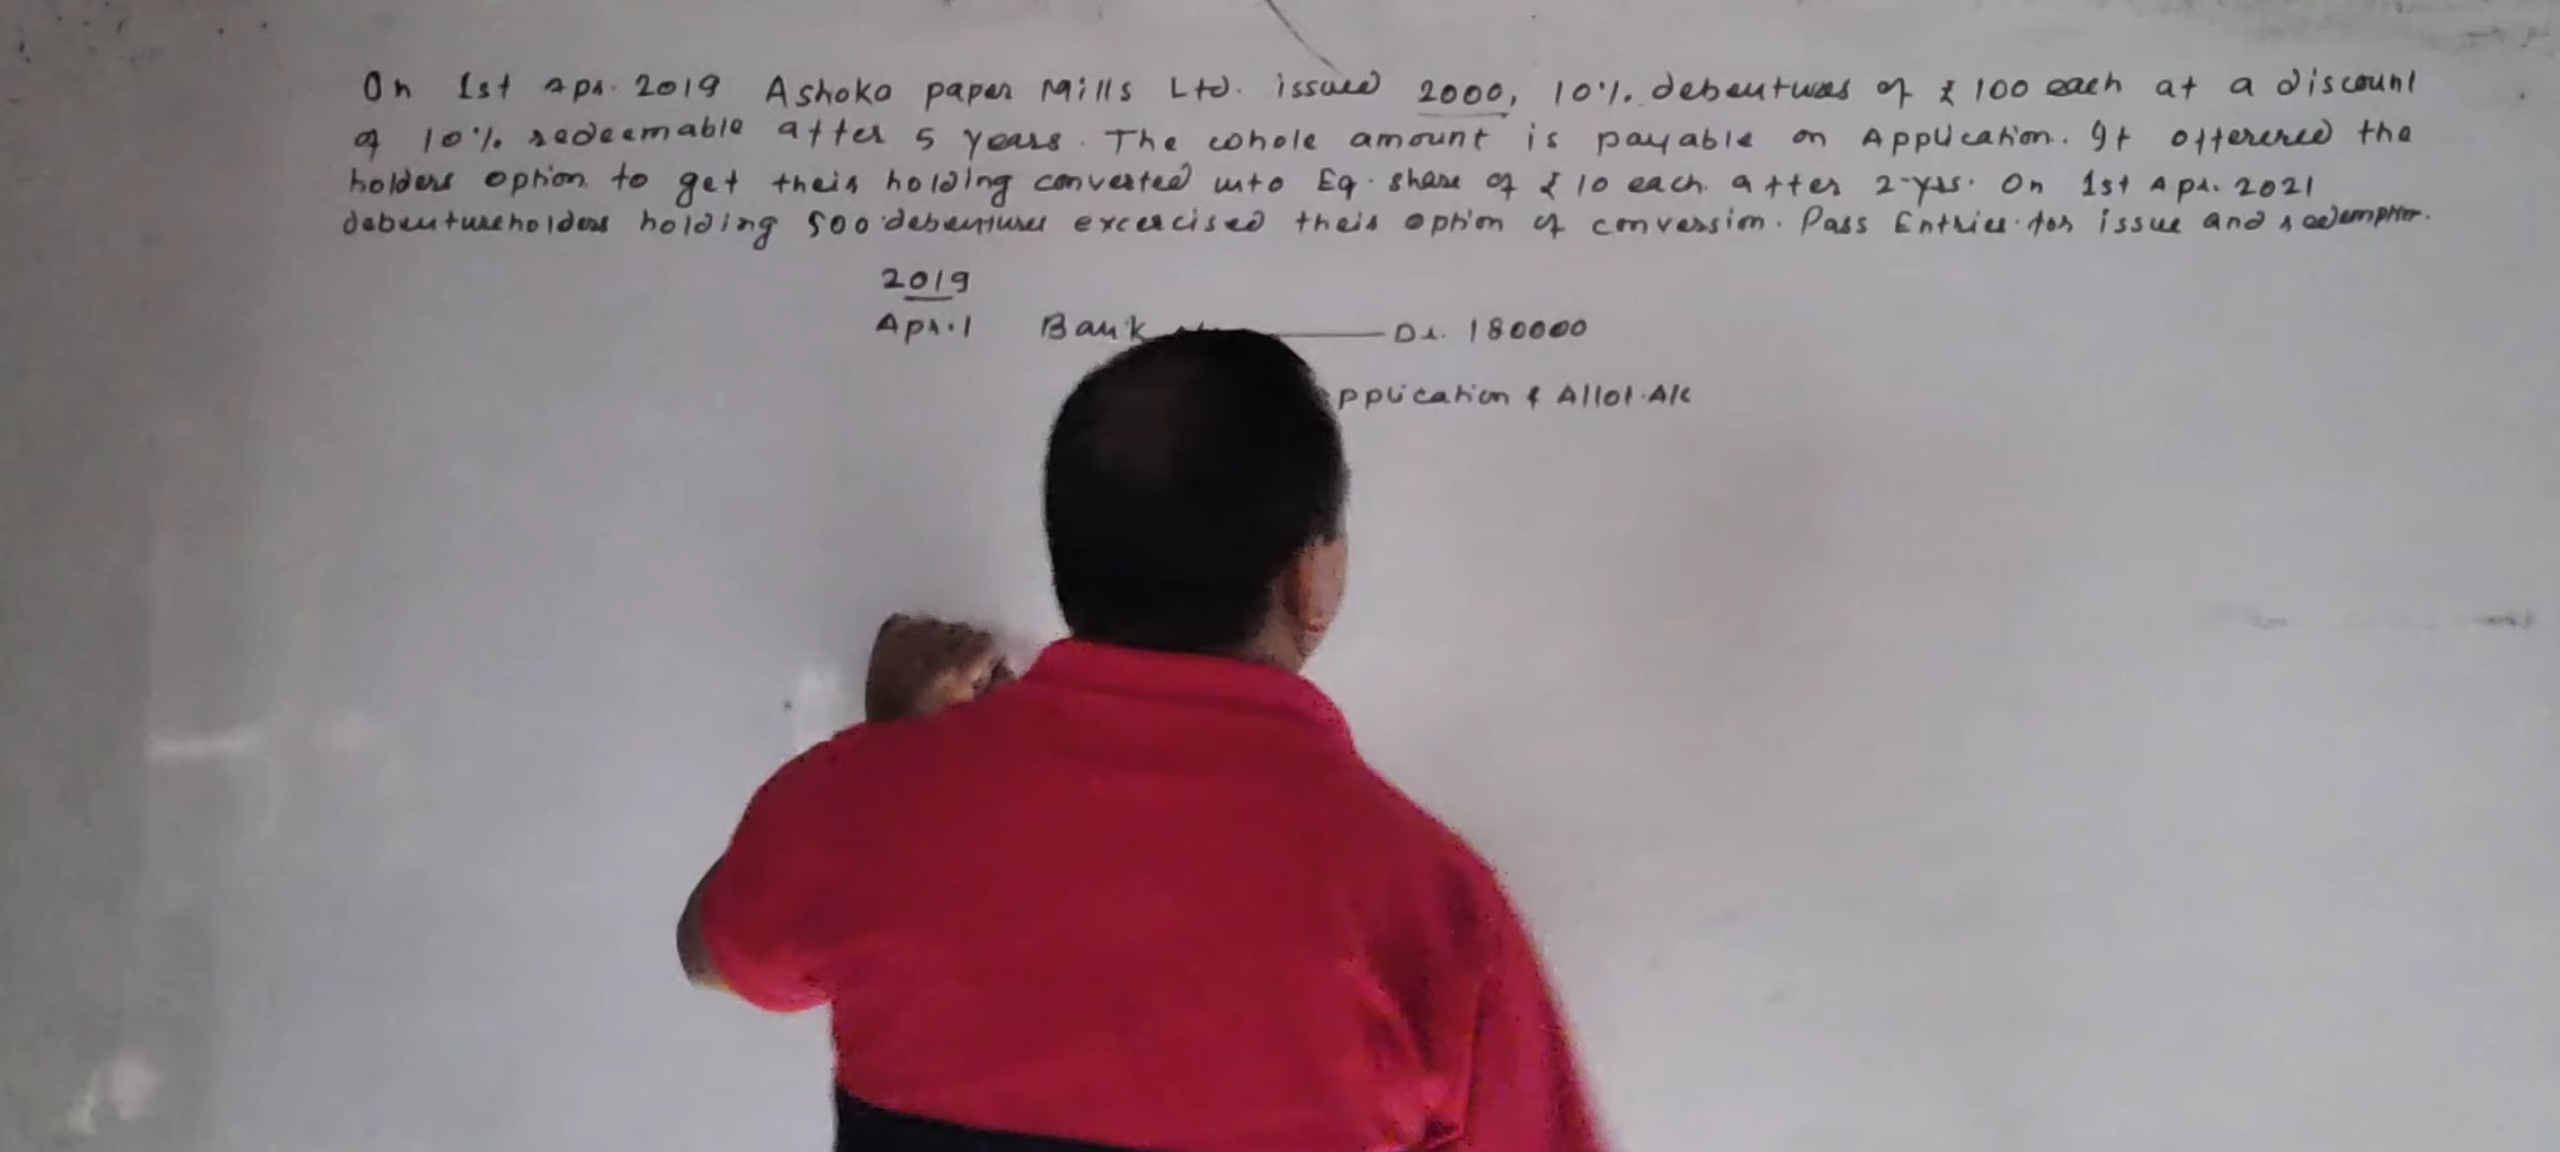 On 1st Apr. 2019 Ashoka paper Mills Ltd. issued 2000, 10%. debentures of ₹ 100 each at a discount
of 10%. redeemable after 5 years. The whole amount is payable on Application. It offerered the
holders option to get their holding converted into Eq. share of ₹ 10 each after 2-yrs. On 1st Apr. 2021
debentureholders holding 500 debentures excercised their option of conversion. Pass Entries for issue and redemption.
2019
Apr.1 Bank Dr. 180000
pplication & Allot. A/c